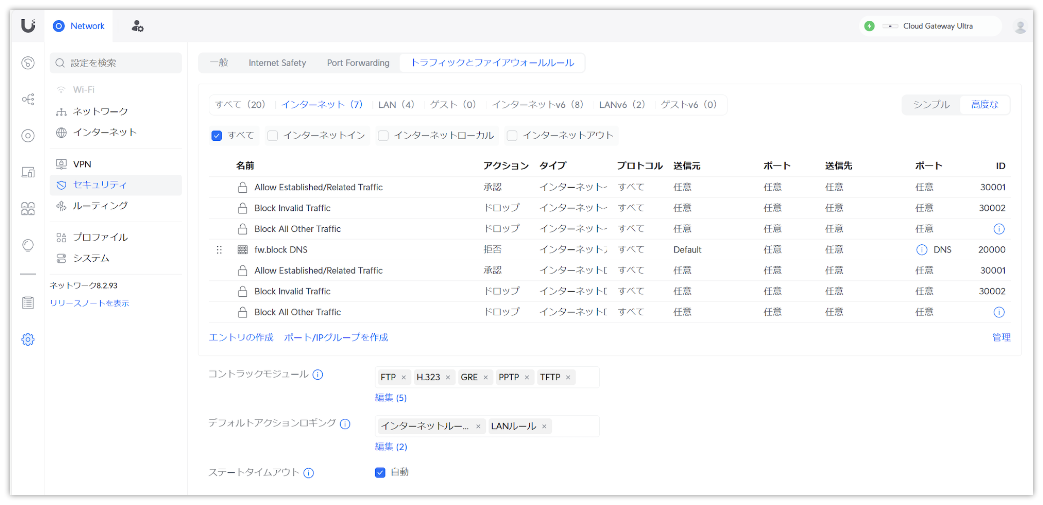 Network
Cloud Gateway Ultra
設定を検索
Wi-Fi
ネットワーク
インターネット
VPN
セキュリティ
ルーティング
プロファイル
システム
ネットワーク8.2.93
リリースノートを表示
一般 Internet Safety Port Forwarding トラフィックとファイアウォールルール
すべて (20) インターネット (7) LAN (4) ゲスト (0) インターネットv6 (8) LANv6 (2) ゲストv6 (0) シンプル 高度な
すべて インターネットイン インターネットローカル インターネットアウト
名前 アクション タイプ プロトコル 送信元 ポート 送信先 ポート ID
Allow Established/Related Traffic 承認 インターネット すべて 任意 任意 任意 任意 30001
Block Invalid Traffic ドロップ インターネット すべて 任意 任意 任意 任意 30002
Block All Other Traffic ドロップ インターネット すべて 任意 任意 任意 任意
fw.block DNS 拒否 インターネット すべて Default 任意 任意 DNS 20000
Allow Established/Related Traffic 承認 インターネット すべて 任意 任意 任意 任意 30001
Block Invalid Traffic ドロップ インターネット すべて 任意 任意 任意 任意 30002
Block All Other Traffic ドロップ インターネット すべて 任意 任意 任意 任意
エントリの作成 ポート/IPグループを作成 管理
コントラックモジュール FTP × H.323 × GRE × PPTP × TFTP ×
編集 (5)
デフォルトアクションロギング インターネットルー... × LANルール ×
編集 (2)
ステートタイムアウト 自動